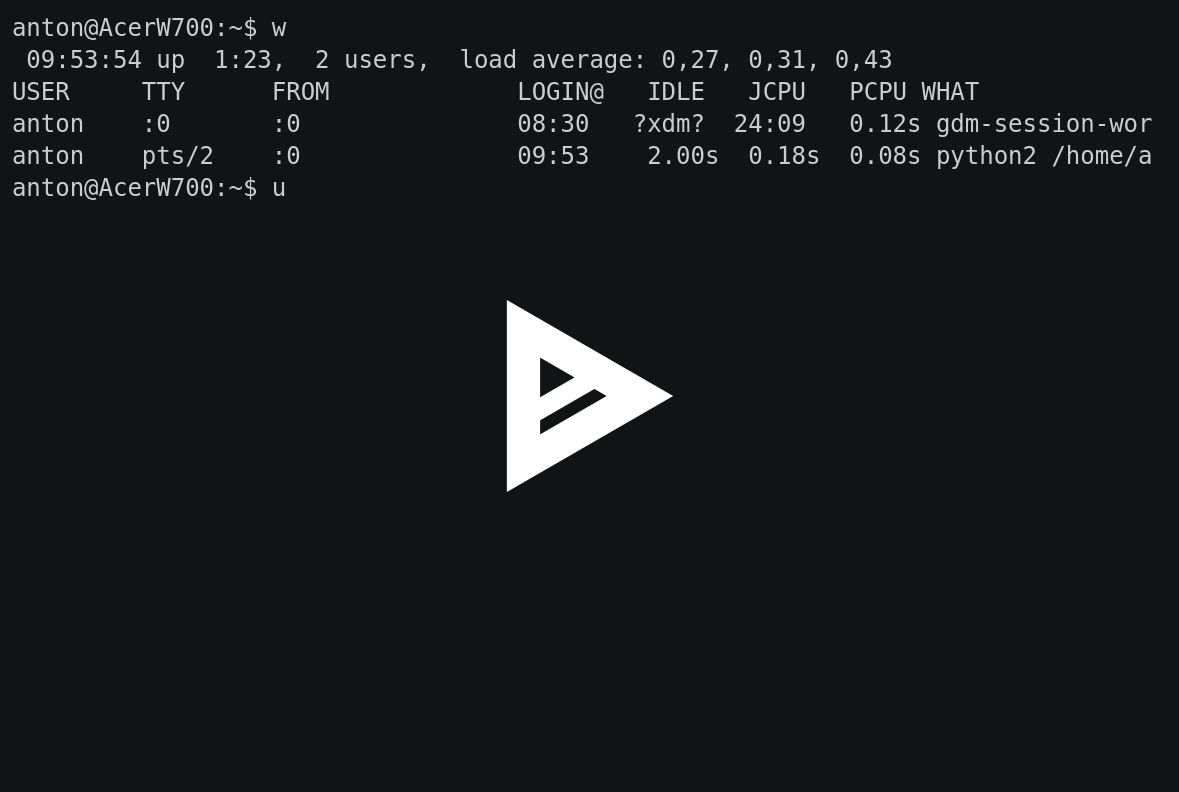 anton@AcerW700:~$ w
 09:53:54 up  1:23,  2 users,  load average: 0,27, 0,31, 0,43
USER     TTY      FROM             LOGIN@   IDLE   JCPU   PCPU WHAT
anton    :0       :0               08:30   ?xdm?  24:09   0.12s gdm-session-wor
anton    pts/2    :0               09:53    2.00s  0.18s  0.08s python2 /home/a
anton@AcerW700:~$ u